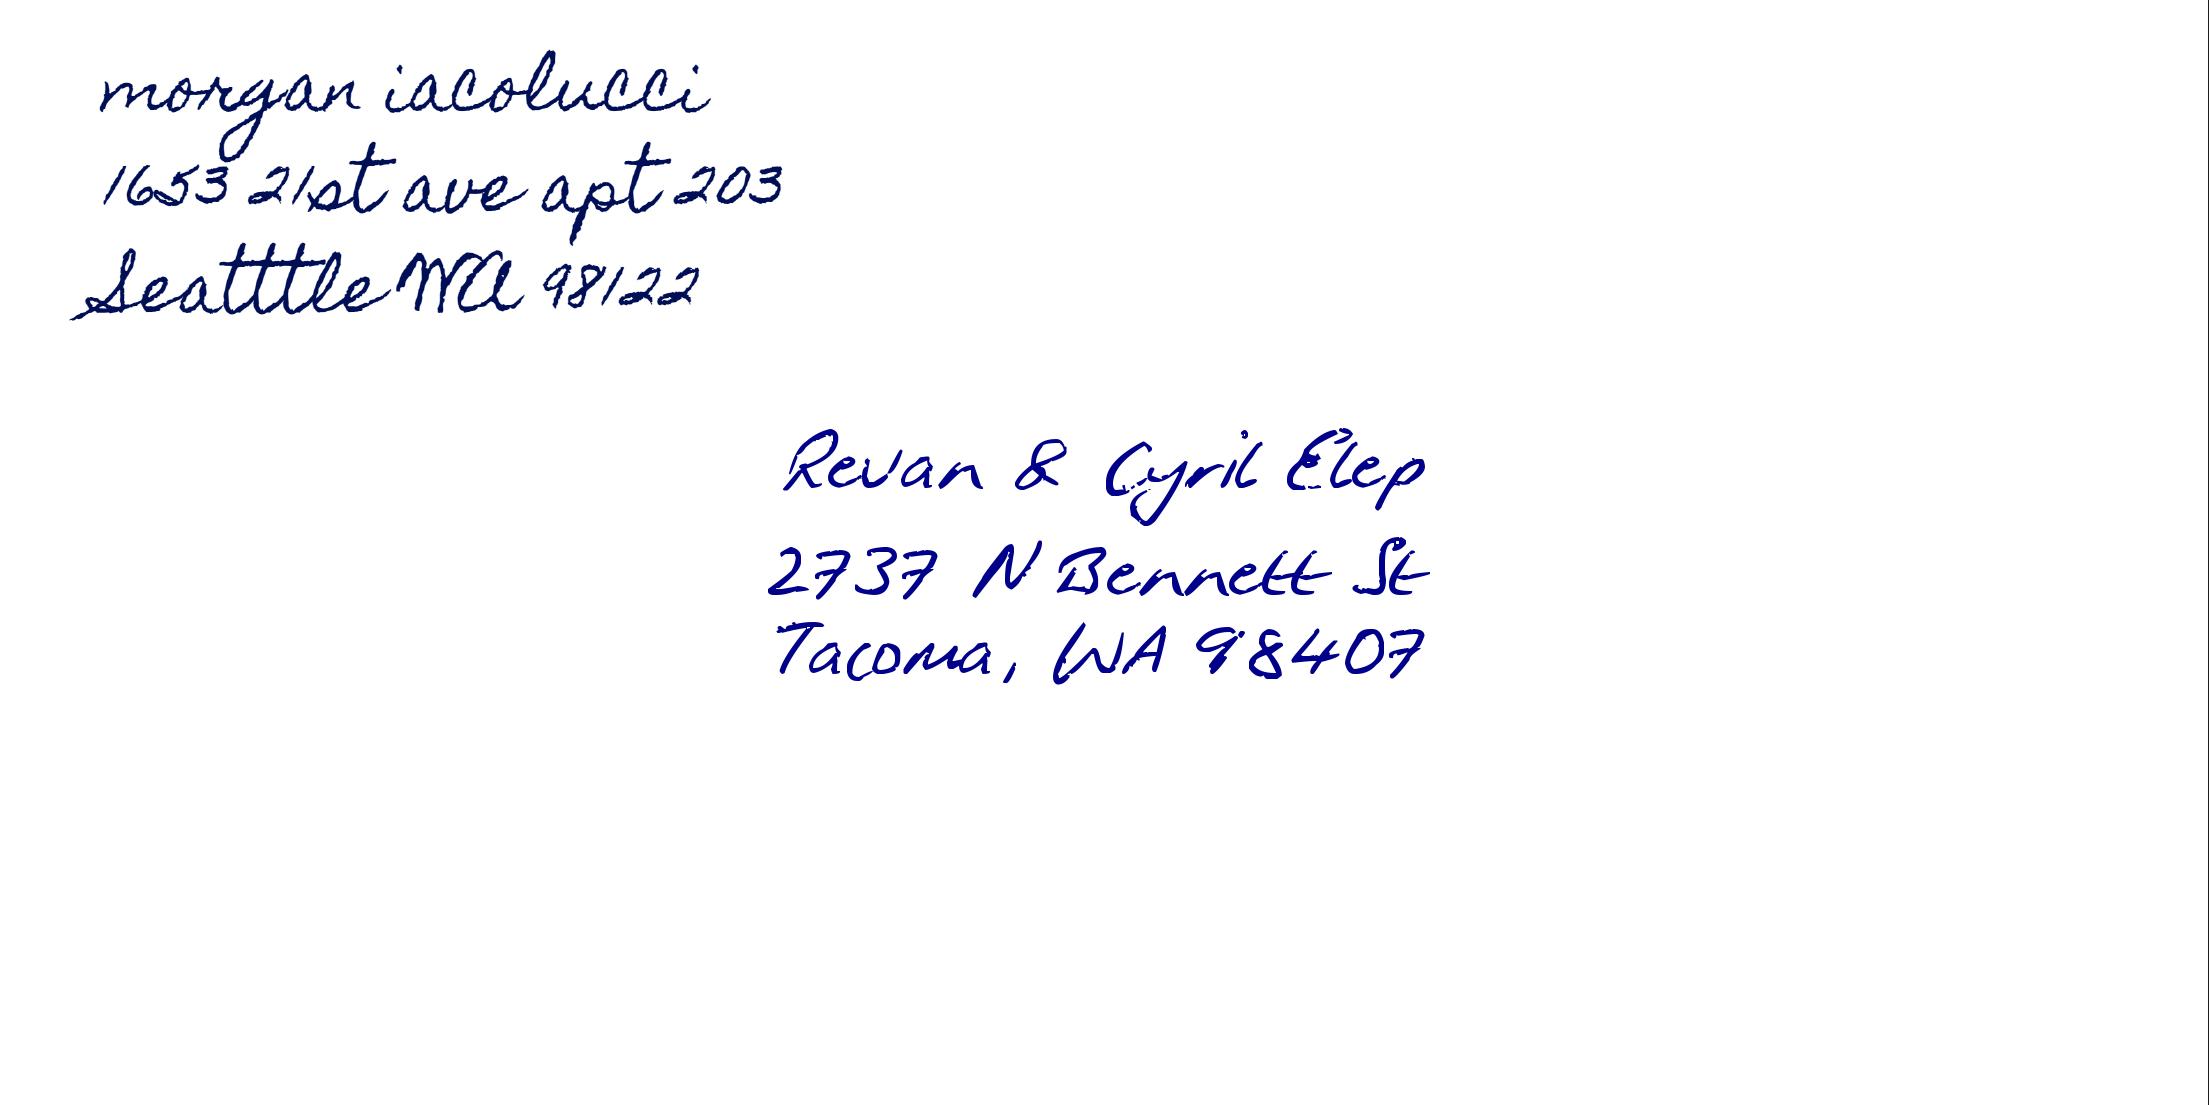 morgan iacolucci
1653 21st ave apt 203
Seatttle WA 98122
Revan & Cyril Elep
2737 N Bennett St
Tacoma, WA 98407